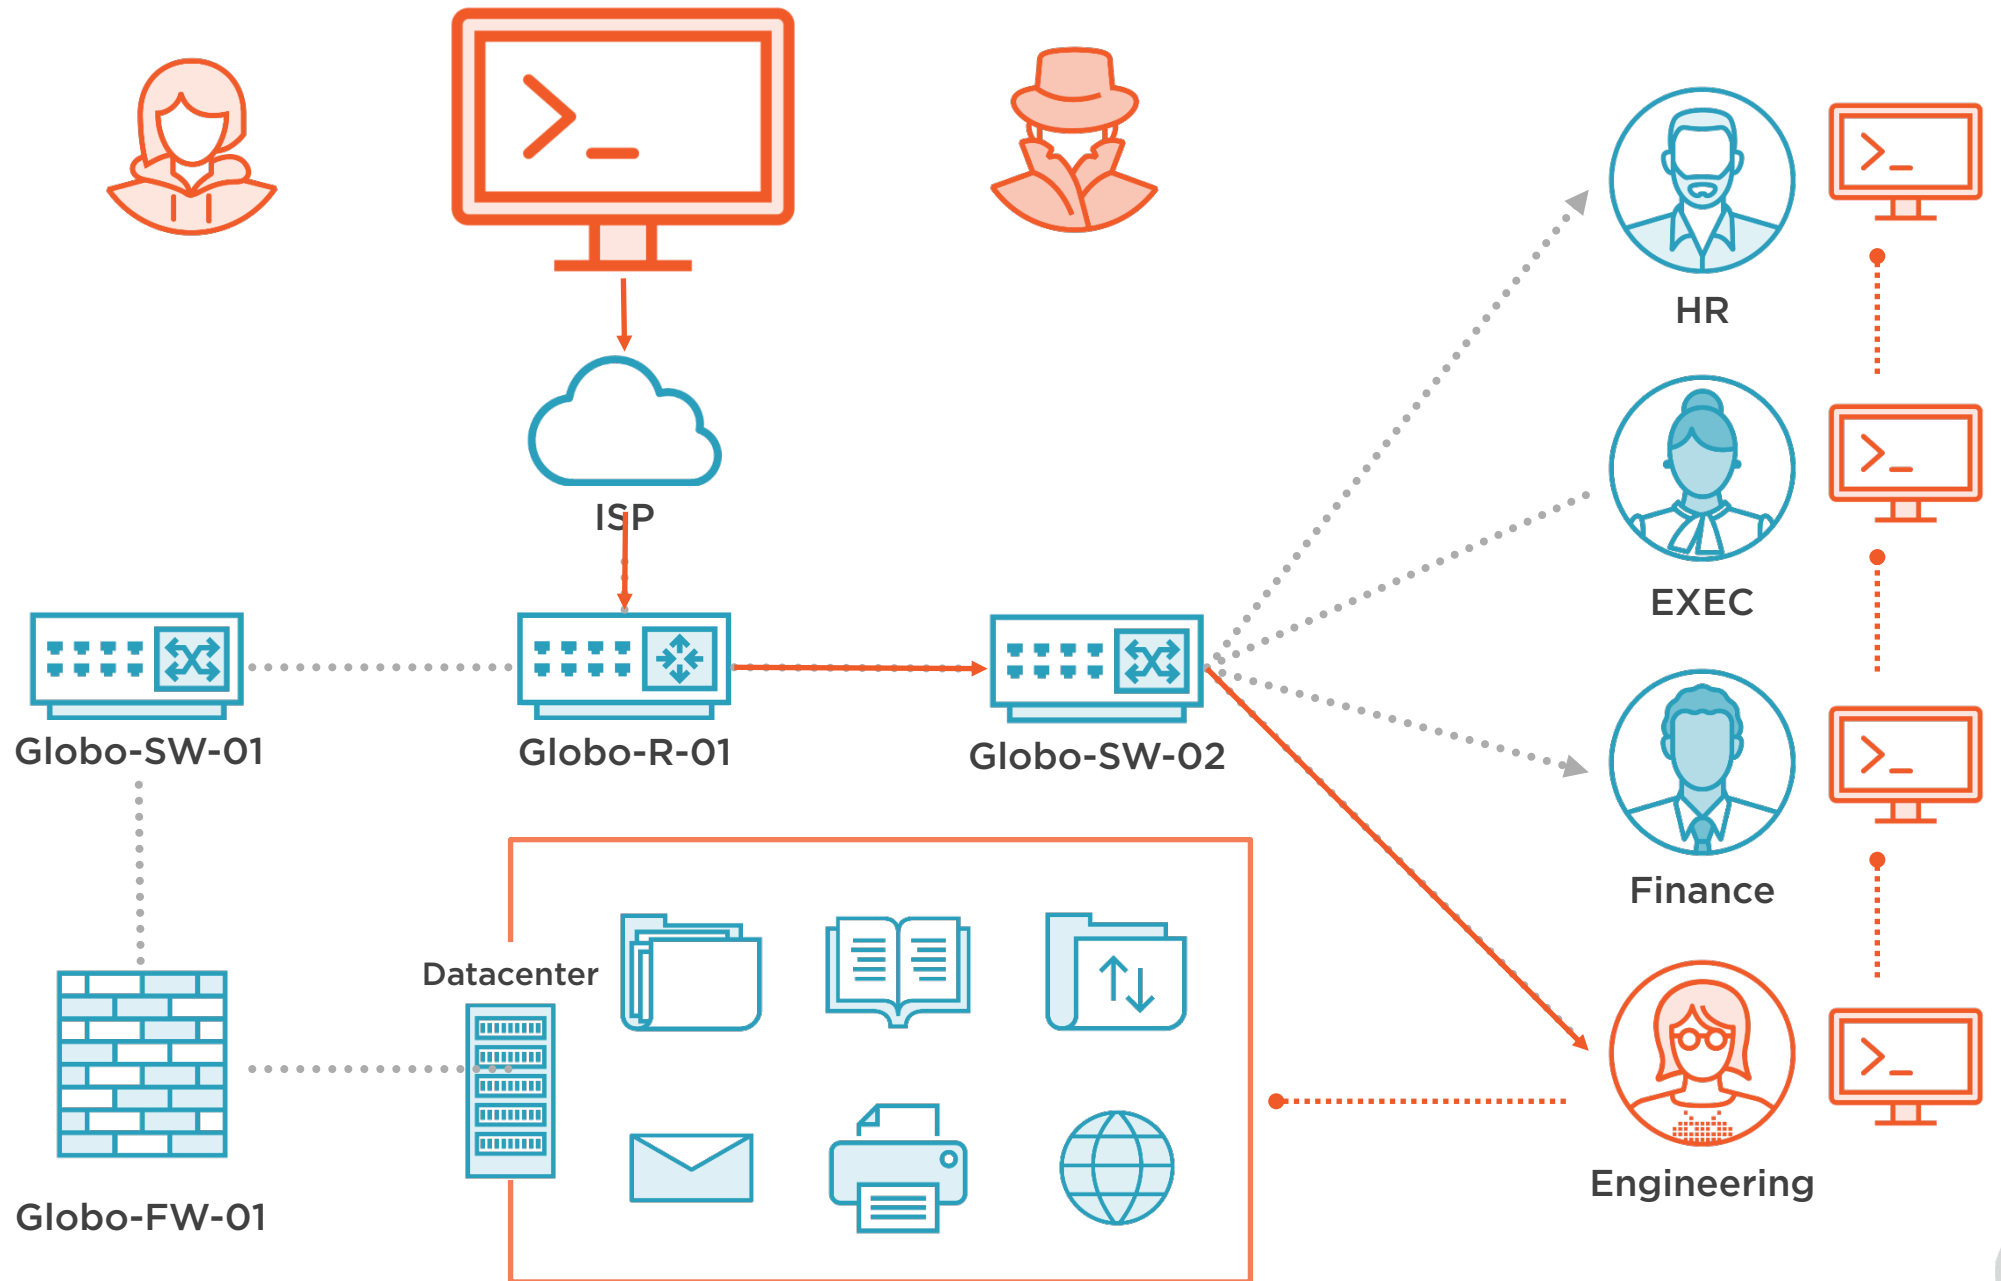 HR
ISP
EXEC
Globo-SW-01
Globo-R-01
Globo-SW-02
Finance
Datacenter
Engineering
Globo-FW-01